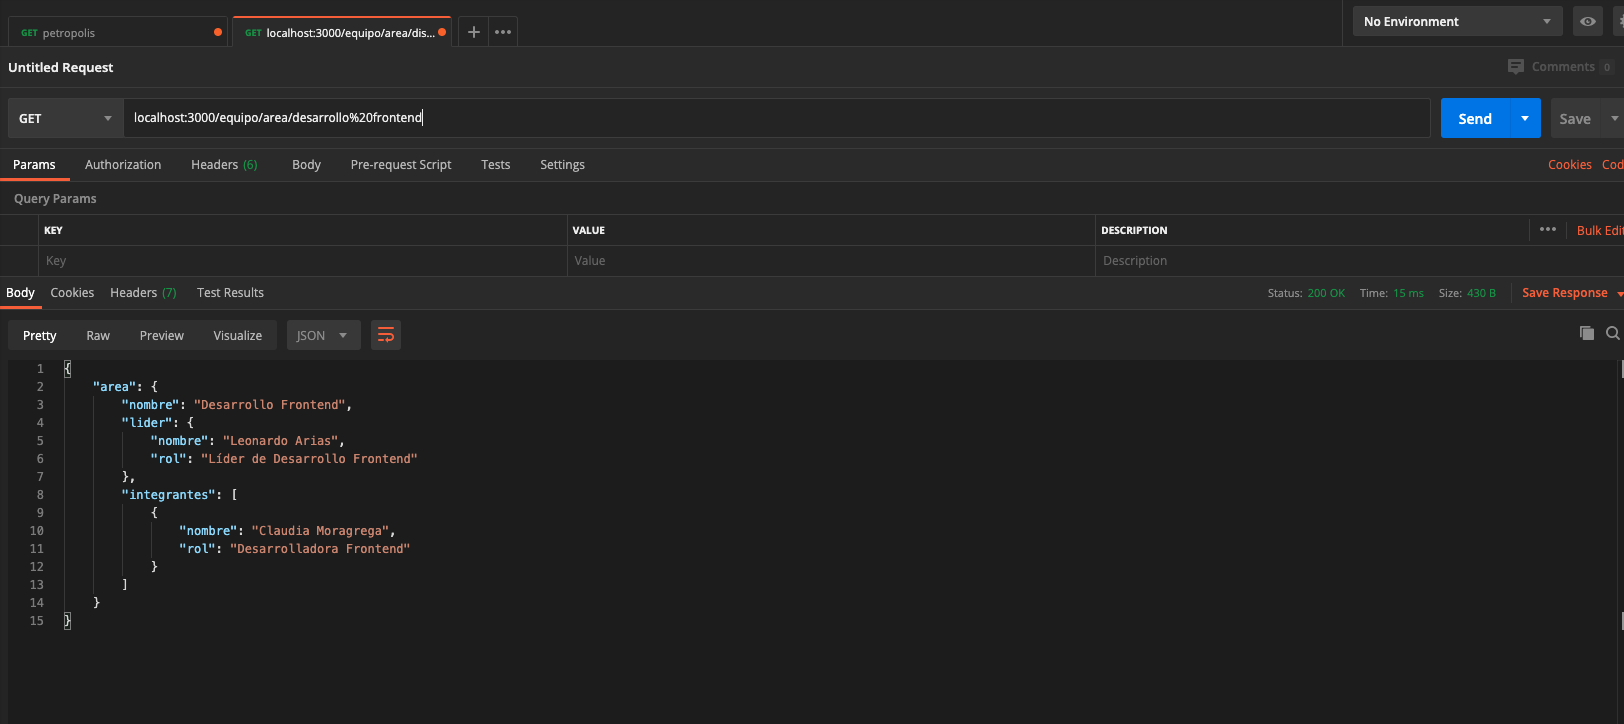 GET petropolis
GET localhost:3000/equipo/area/dis...
No Environment
Untitled Request
Comments 0
GET localhost:3000/equipo/area/desarrollo%20frontend Send Save
Params Authorization Headers (6) Body Pre-request Script Tests Settings Cookies Cod
Query Params
KEY VALUE DESCRIPTION ••• Bulk Edit
Key Value Description
Body Cookies Headers (7) Test Results Status: 200 OK Time: 15 ms Size: 430 B Save Response
Pretty Raw Preview Visualize JSON
1 {
2 "area": {
3 "nombre": "Desarrollo Frontend",
4 "lider": {
5 "nombre": "Leonardo Arias",
6 "rol": "Líder de Desarrollo Frontend"
7 },
8 "integrantes": [
9 {
10 "nombre": "Claudia Moragrega",
11 "rol": "Desarrolladora Frontend"
12 }
13 ]
14 }
15 }